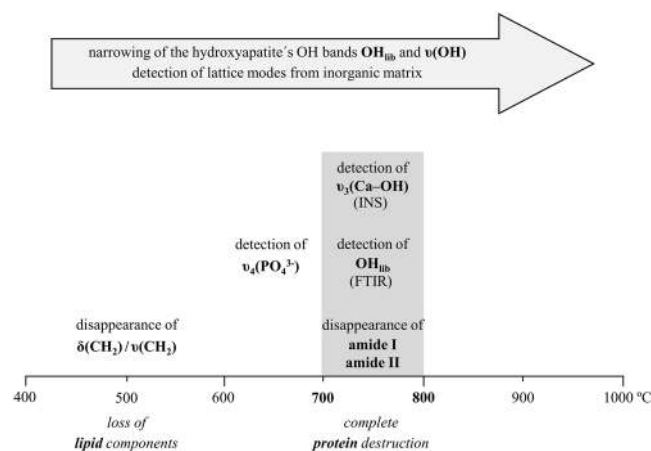 narrowing of the hydroxyapatite´s OH bands OHlib and υ(OH)
detection of lattice modes from inorganic matrix
detection of
υ3(Ca–OH)
(INS)
detection of
υ4(PO4³⁻)
detection of
OHlib
(FTIR)
disappearance of
δ(CH2) / υ(CH2)
disappearance of
amide I
amide II
400 500 600 700 800 900 1000 ºC
loss of
lipid components
complete
protein destruction